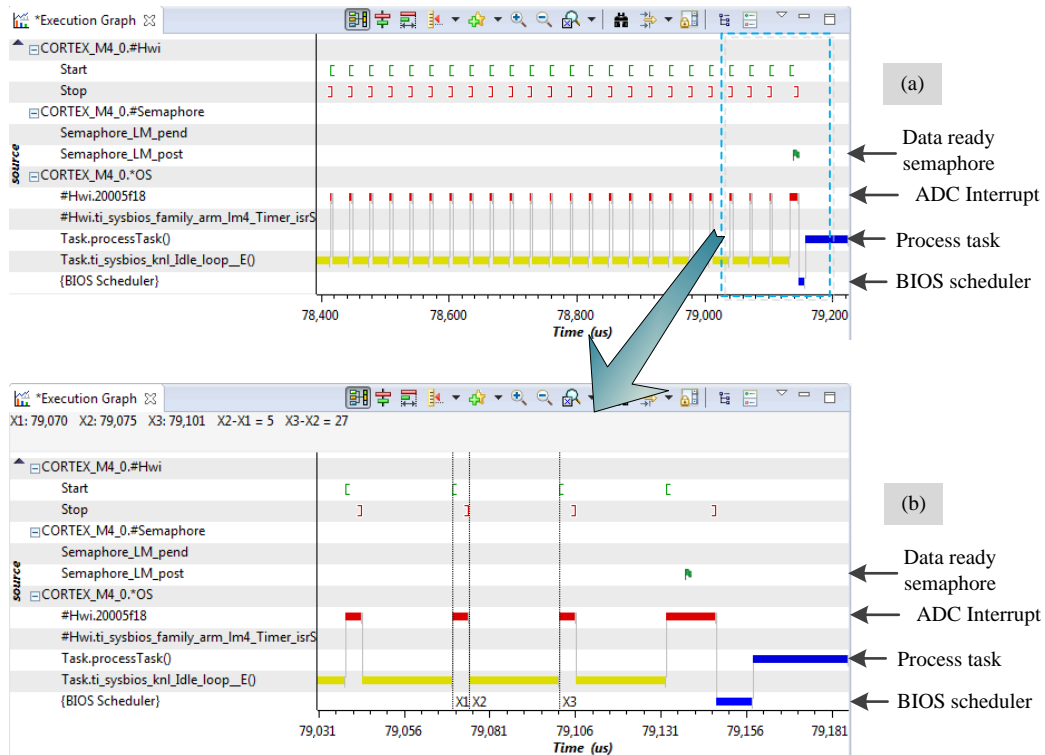 *Execution Graph
CORTEX_M4_0.#Hwi
Start
Stop
(a)
CORTEX_M4_0.#Semaphore
Semaphore_LM_pend
Data ready
semaphore
Semaphore_LM_post
source
CORTEX_M4_0.*OS
#Hwi.20005f18
ADC Interrupt
#Hwi.ti_sysbios_family_arm_lm4_Timer_isrS
Task.processTask()
Process task
Task.ti_sysbios_knl_Idle_loop__E()
{BIOS Scheduler}
BIOS scheduler
78,400 78,600 78,800 79,000 79,200
Time (us)
*Execution Graph
X1: 79,070 X2: 79,075 X3: 79,101 X2-X1 = 5 X3-X2 = 27
CORTEX_M4_0.#Hwi
Start
Stop
(b)
CORTEX_M4_0.#Semaphore
Semaphore_LM_pend
Data ready
semaphore
Semaphore_LM_post
source
CORTEX_M4_0.*OS
#Hwi.20005f18
ADC Interrupt
#Hwi.ti_sysbios_family_arm_lm4_Timer_isrS
Task.processTask()
Process task
Task.ti_sysbios_knl_Idle_loop__E()
{BIOS Scheduler}
X1 X2 X3
BIOS scheduler
79,031 79,056 79,081 79,106 79,131 79,156 79,181
Time (us)